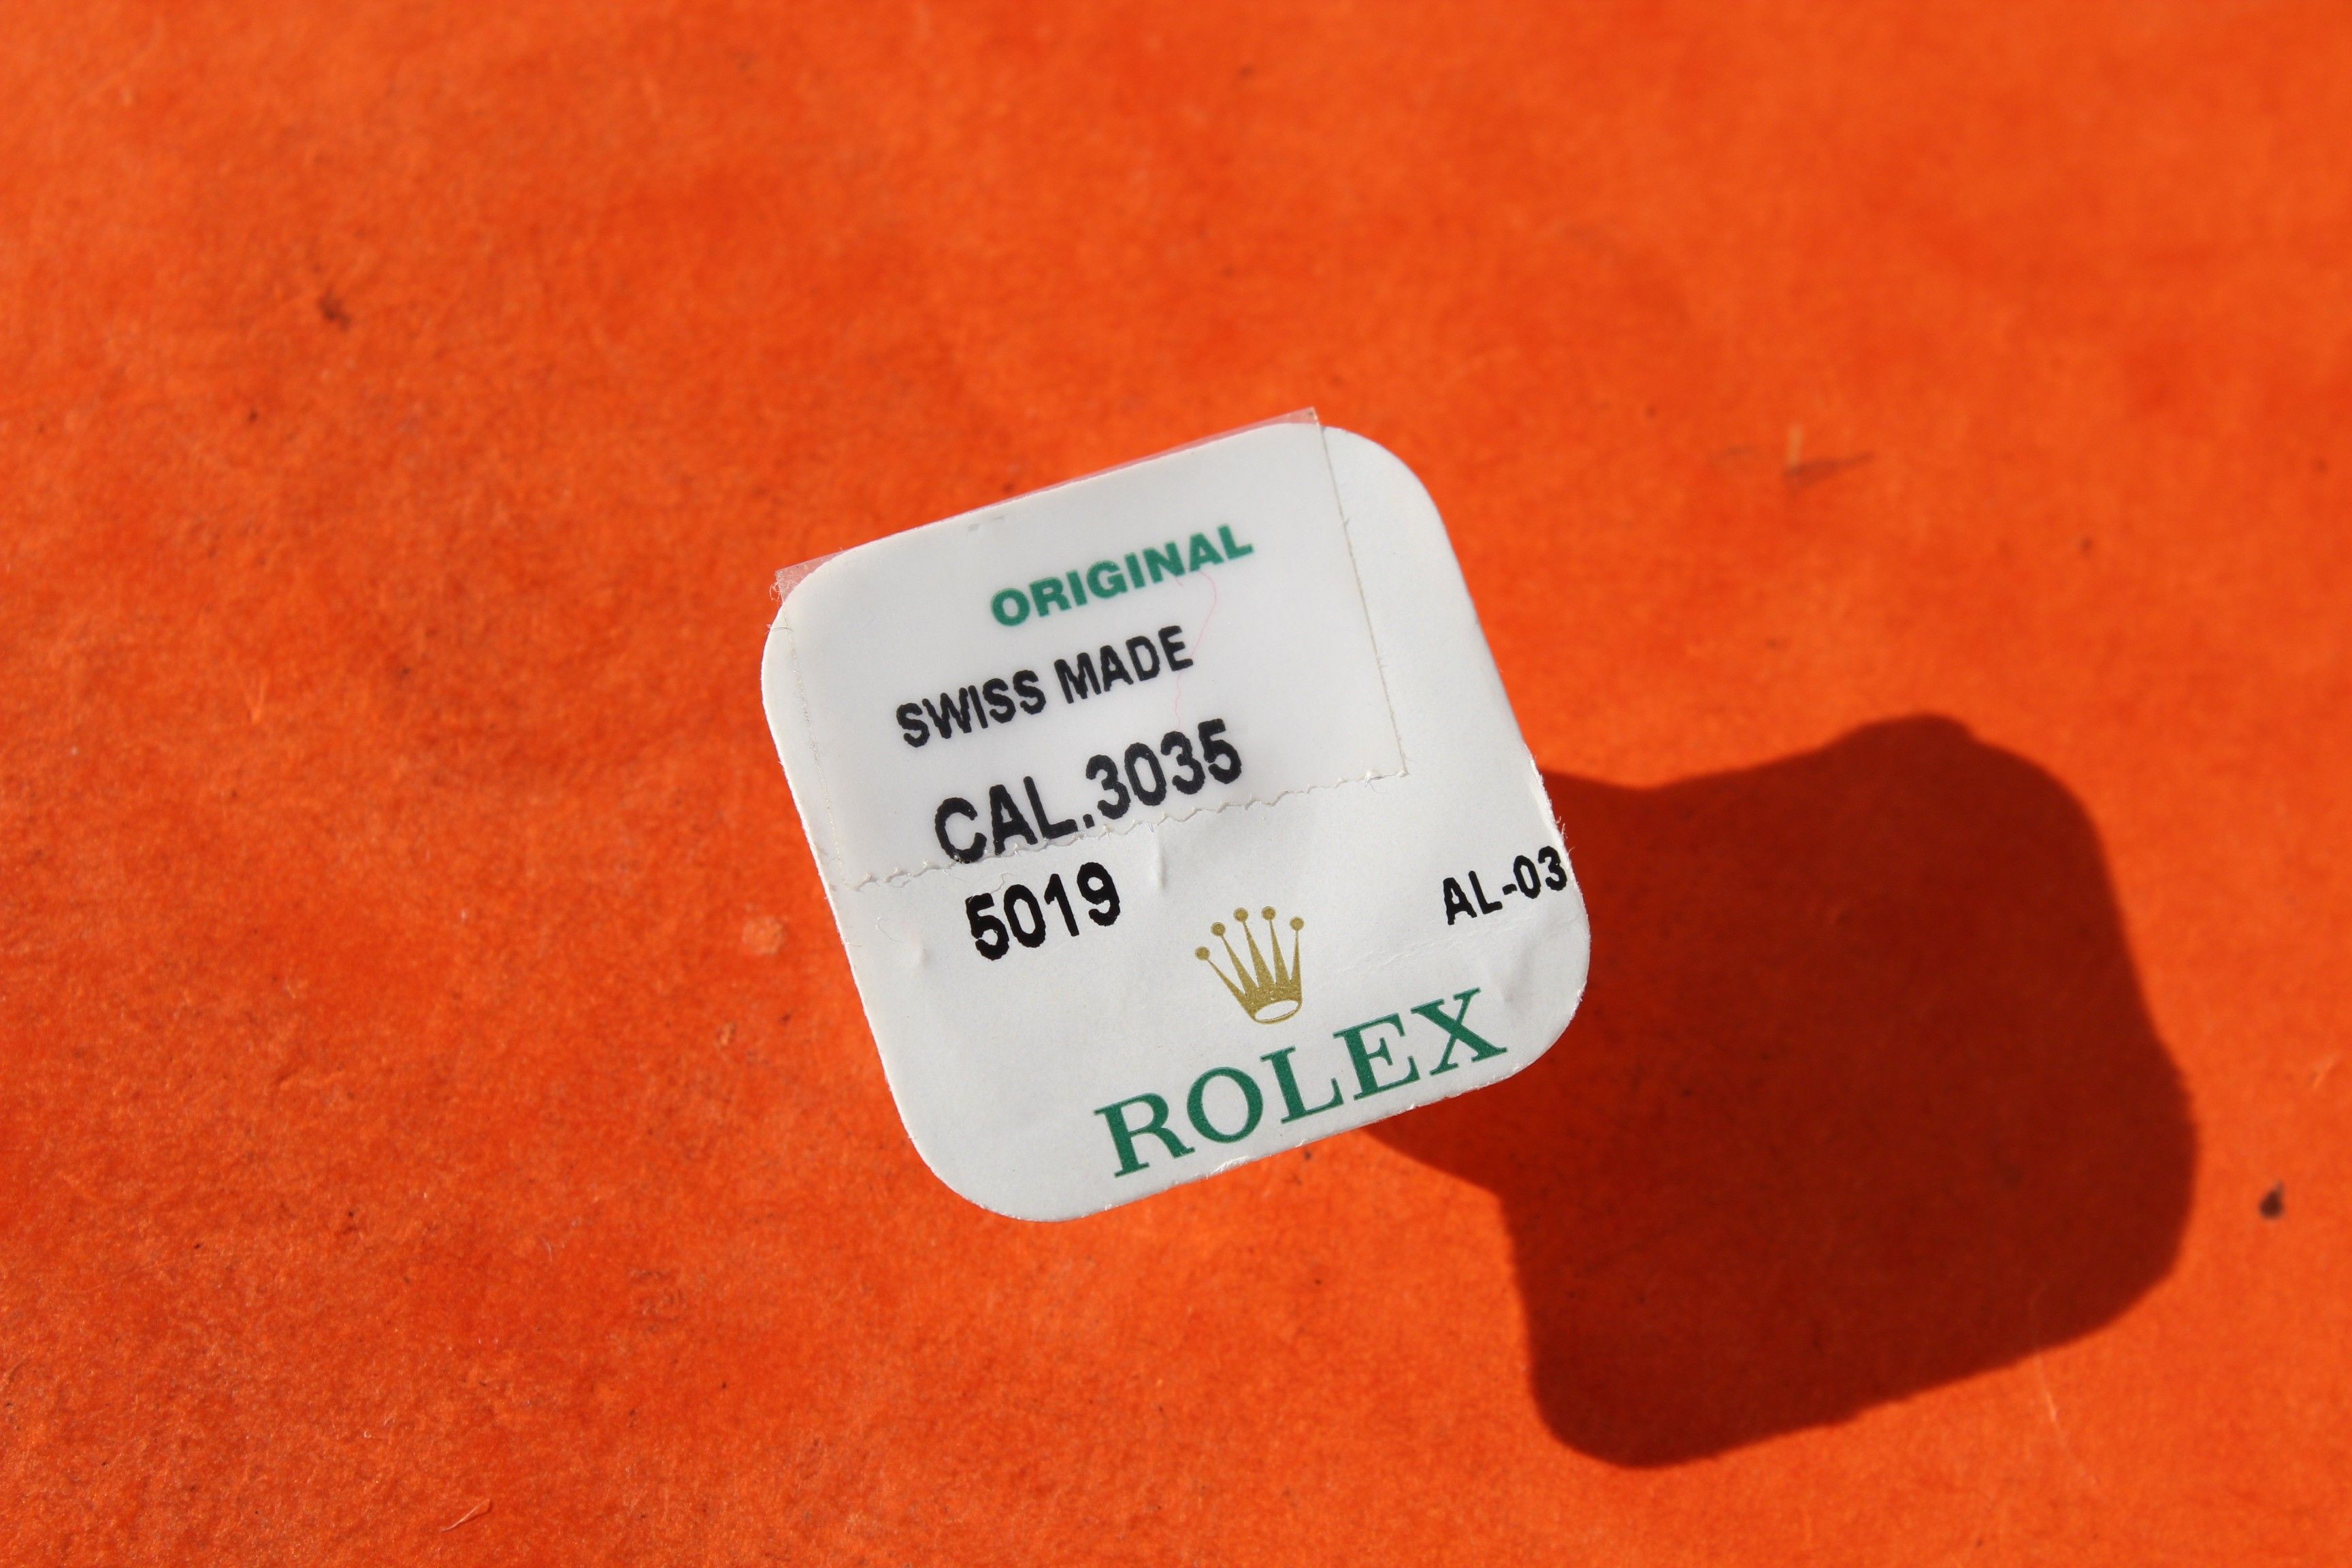 ORIGINAL
SWISS MADE
CAL.3035
5019
AL-03
ROLEX